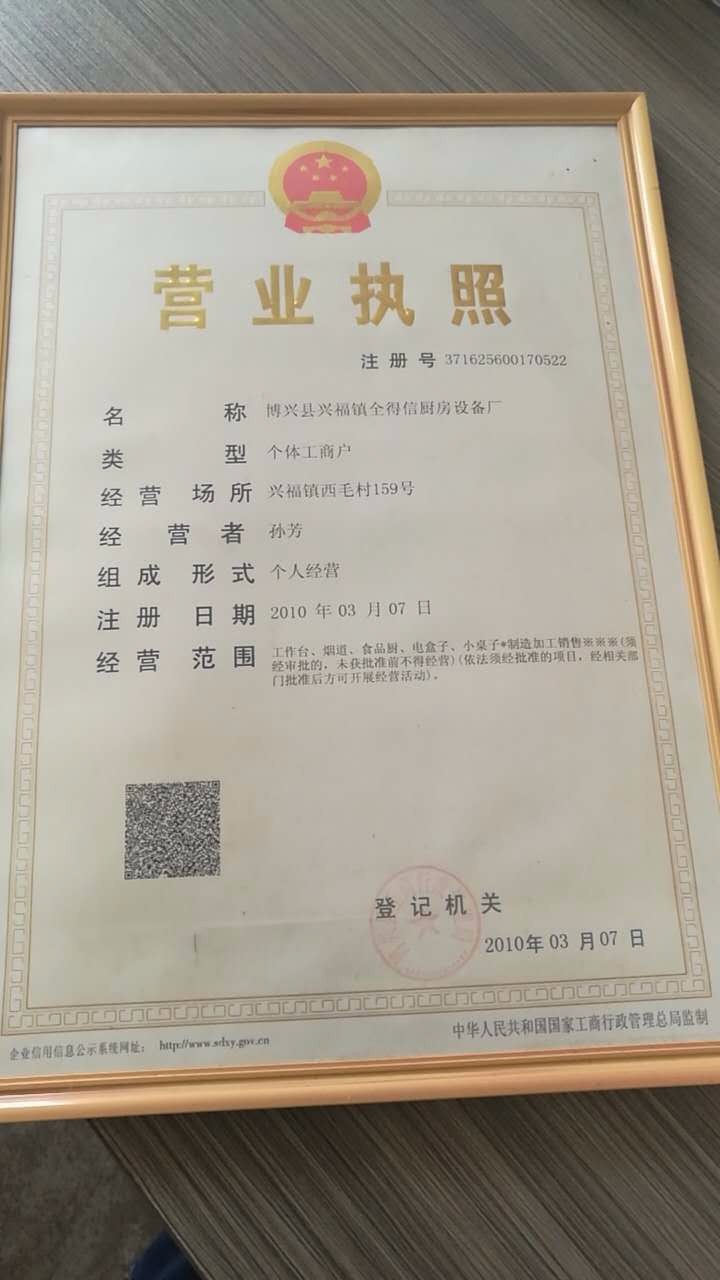 营业执照
注册号 371625600170522
名称 博兴县兴福镇全得信厨房设备厂
类型 个体工商户
经营场所 兴福镇西毛村159号
经营者 孙芳
组成形式 个人经营
注册日期 2010 年 03 月 07 日
经营范围 工作台、烟道、食品厨、电盒子、小桌子*制造加工销售※※※(须
经审批的，未获批准前不得经营)(依法须经批准的项目，经相关部
门批准后方可开展经营活动)。
登记机关
2010年 03 月 07 日
企业信用信息公示系统网址： http://www.sdxy.gov.cn
中华人民共和国国家工商行政管理总局监制